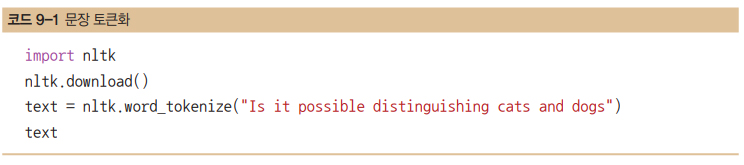 코드 9-1 문장 토큰화
import nltk
nltk.download()
text = nltk.word_tokenize("Is it possible distinguishing cats and dogs")
text